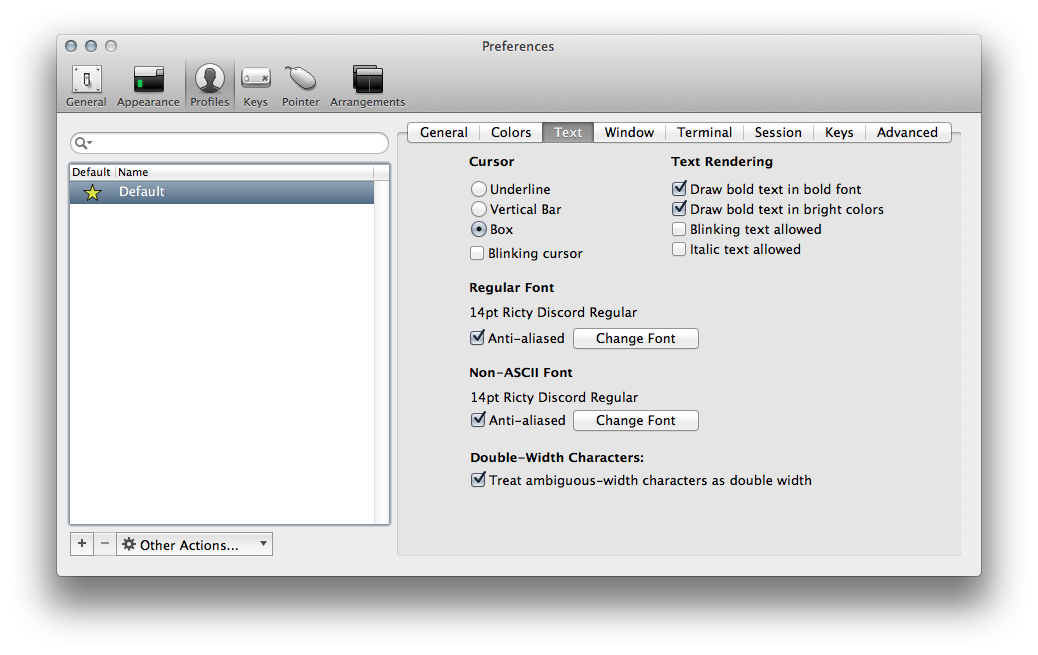 Preferences
General Appearance Profiles Keys Pointer Arrangements
General Colors Text Window Terminal Session Keys Advanced
Default Name
Default
Other Actions...
Cursor
Underline
Vertical Bar
Box
Blinking cursor
Text Rendering
Draw bold text in bold font
Draw bold text in bright colors
Blinking text allowed
Italic text allowed
Regular Font
14pt Ricty Discord Regular
Anti-aliased Change Font
Non-ASCII Font
14pt Ricty Discord Regular
Anti-aliased Change Font
Double-Width Characters:
Treat ambiguous-width characters as double width